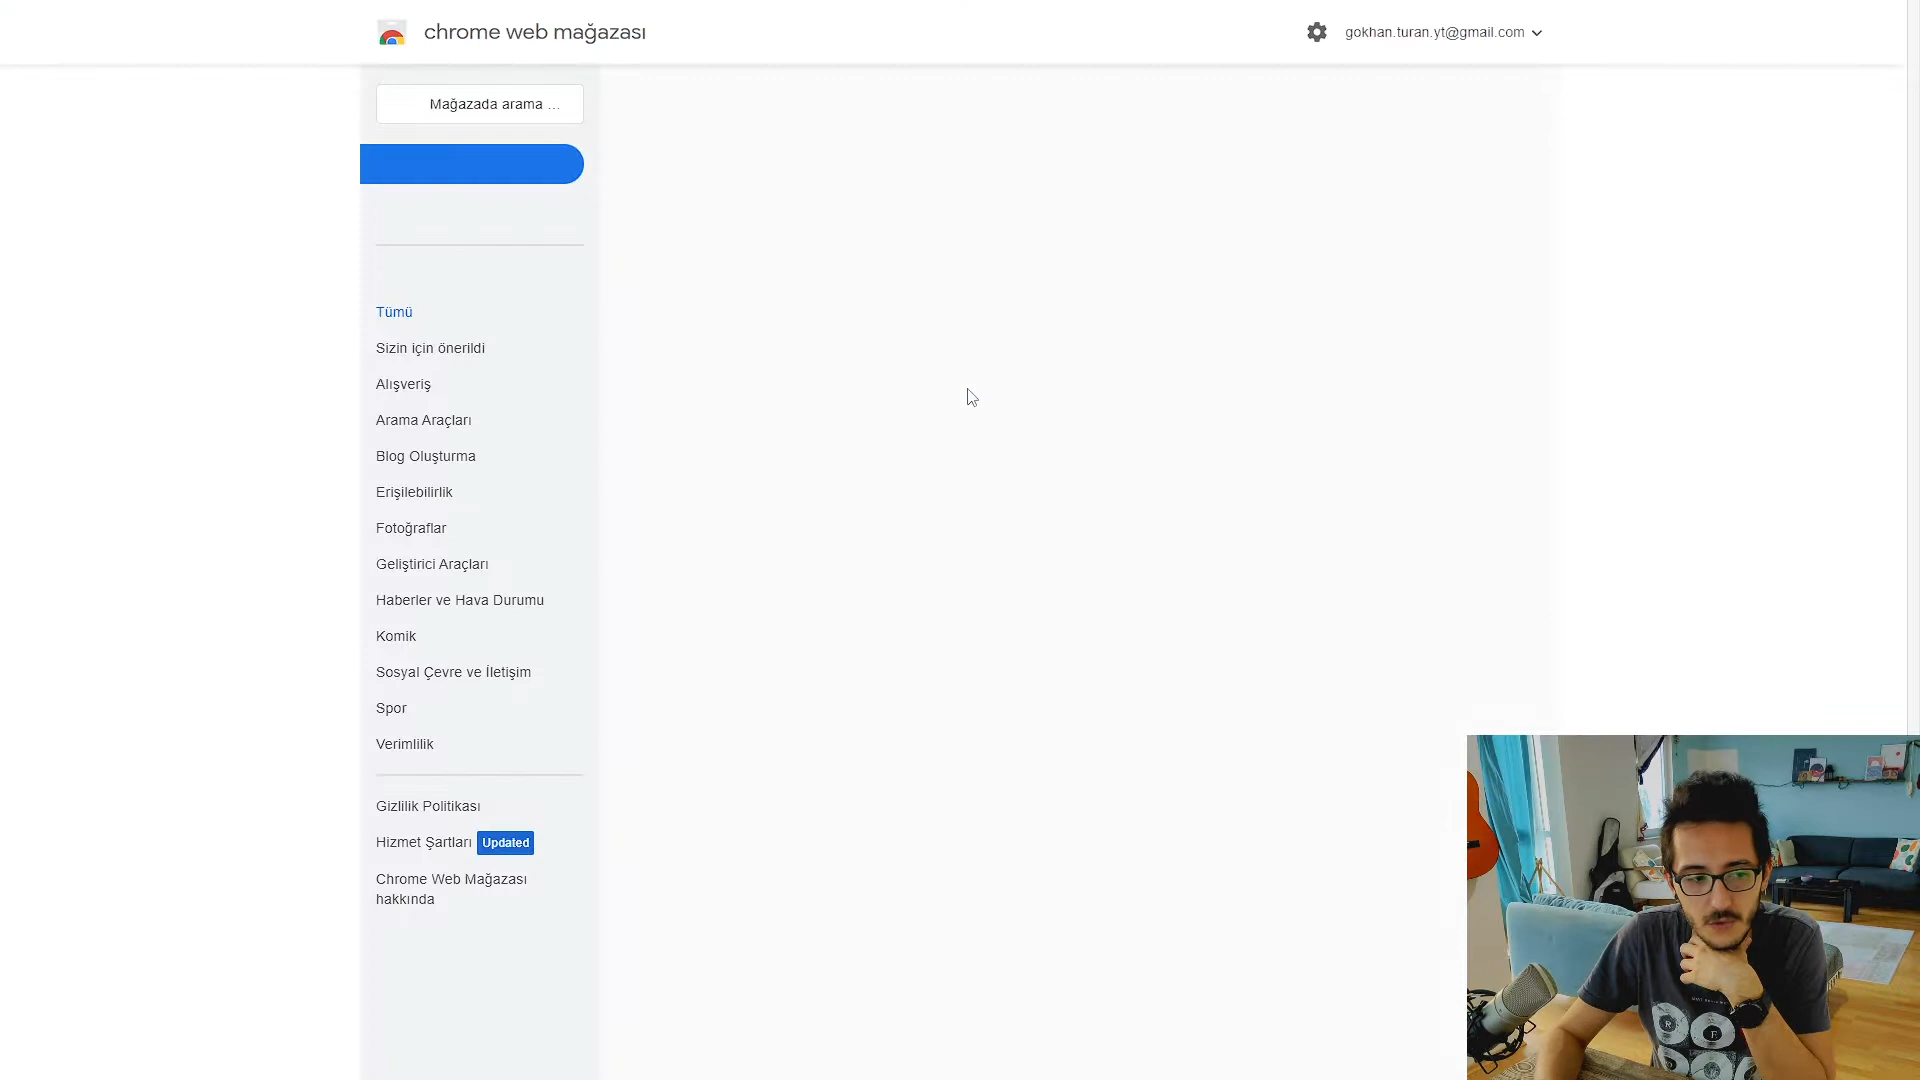 chrome web mağazası
gokhan.turan.yt@gmail.com
Mağazada arama ...
Tümü
Sizin için önerildi
Alışveriş
Arama Araçları
Blog Oluşturma
Erişilebilirlik
Fotoğraflar
Geliştirici Araçları
Haberler ve Hava Durumu
Komik
Sosyal Çevre ve İletişim
Spor
Verimlilik
Gizlilik Politikası
Hizmet Şartları Updated
Chrome Web Mağazası
hakkında